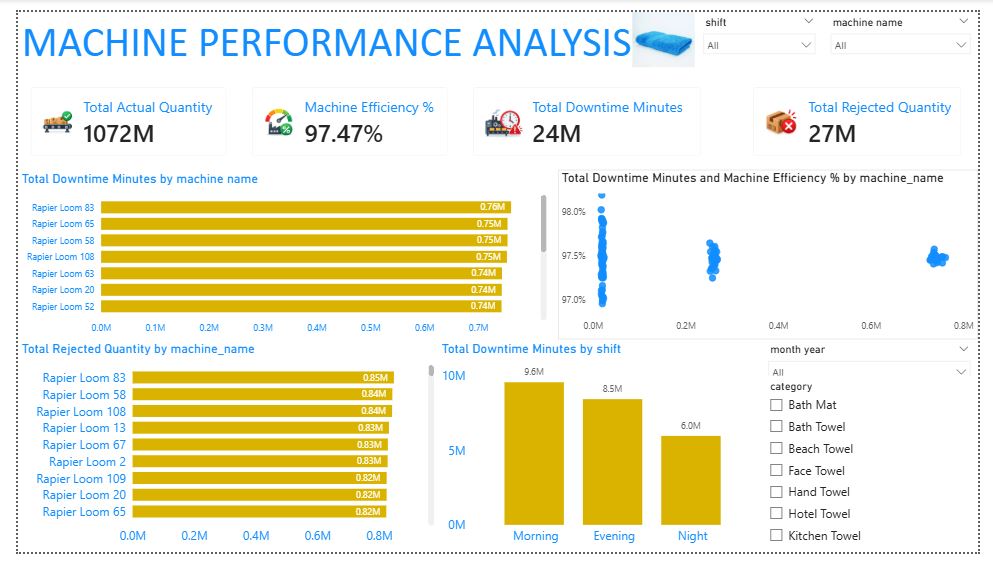 MACHINE PERFORMANCE ANALYSIS
shift
All
machine name
All
Total Actual Quantity
1072M
Machine Efficiency %
97.47%
Total Downtime Minutes
24M
Total Rejected Quantity
27M
Total Downtime Minutes by machine name
Rapier Loom 83 0.76M
Rapier Loom 65 0.75M
Rapier Loom 58 0.75M
Rapier Loom 108 0.75M
Rapier Loom 63 0.74M
Rapier Loom 20 0.74M
Rapier Loom 52 0.74M
0.0M 0.1M 0.2M 0.3M 0.4M 0.5M 0.6M 0.7M
Total Downtime Minutes and Machine Efficiency % by machine_name
98.0%
97.5%
97.0%
0.0M 0.2M 0.4M 0.6M 0.8M
Total Rejected Quantity by machine_name
Rapier Loom 83 0.85M
Rapier Loom 58 0.84M
Rapier Loom 108 0.84M
Rapier Loom 13 0.83M
Rapier Loom 67 0.83M
Rapier Loom 2 0.83M
Rapier Loom 109 0.82M
Rapier Loom 20 0.82M
Rapier Loom 65 0.82M
0.0M 0.2M 0.4M 0.6M 0.8M
Total Downtime Minutes by shift
10M
5M
0M
9.6M
8.5M
6.0M
Morning Evening Night
month year
All
category
Bath Mat
Bath Towel
Beach Towel
Face Towel
Hand Towel
Hotel Towel
Kitchen Towel